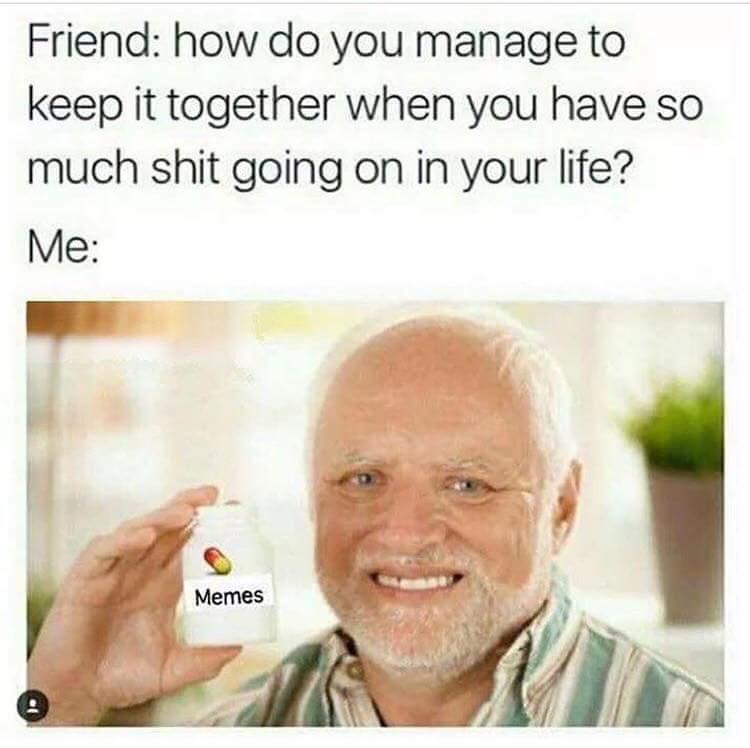 Friend: how do you manage to
keep it together when you have so
much shit going on in your life?
Me:
Memes